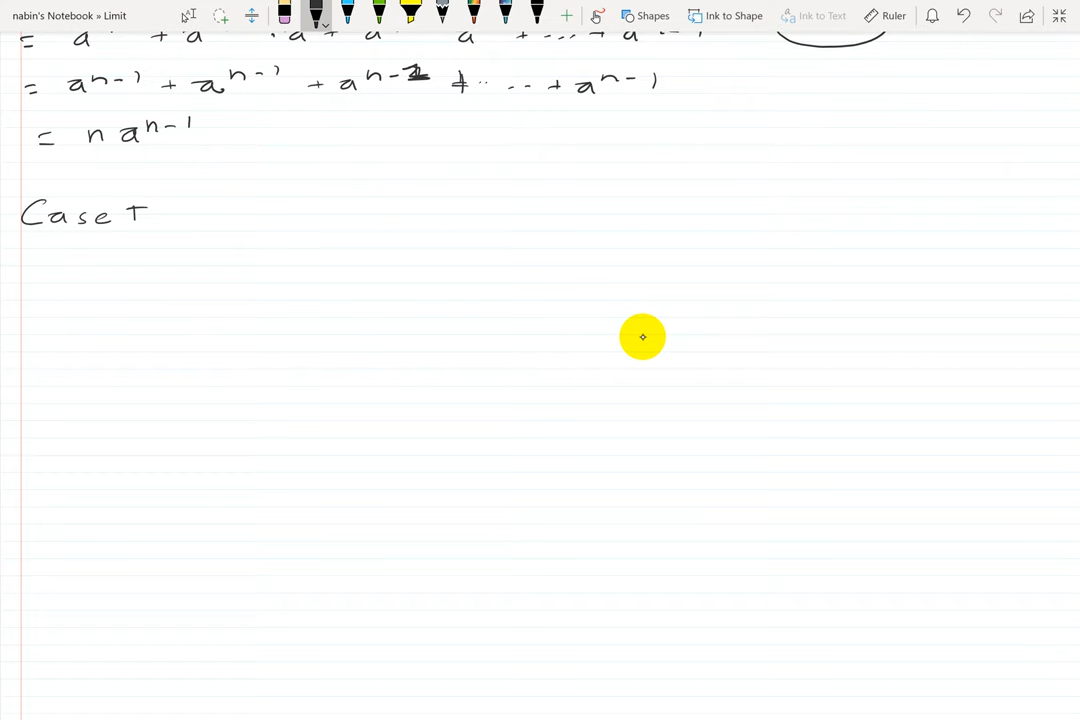 nabin's Notebook » Limit
Shapes
Ink to Shape
Ink to Text
Ruler
= a + a · a + a a + ... + a
= aⁿ⁻¹ + aⁿ⁻¹ + aⁿ⁻¹ + ... + aⁿ⁻¹
= n aⁿ⁻¹
Case I